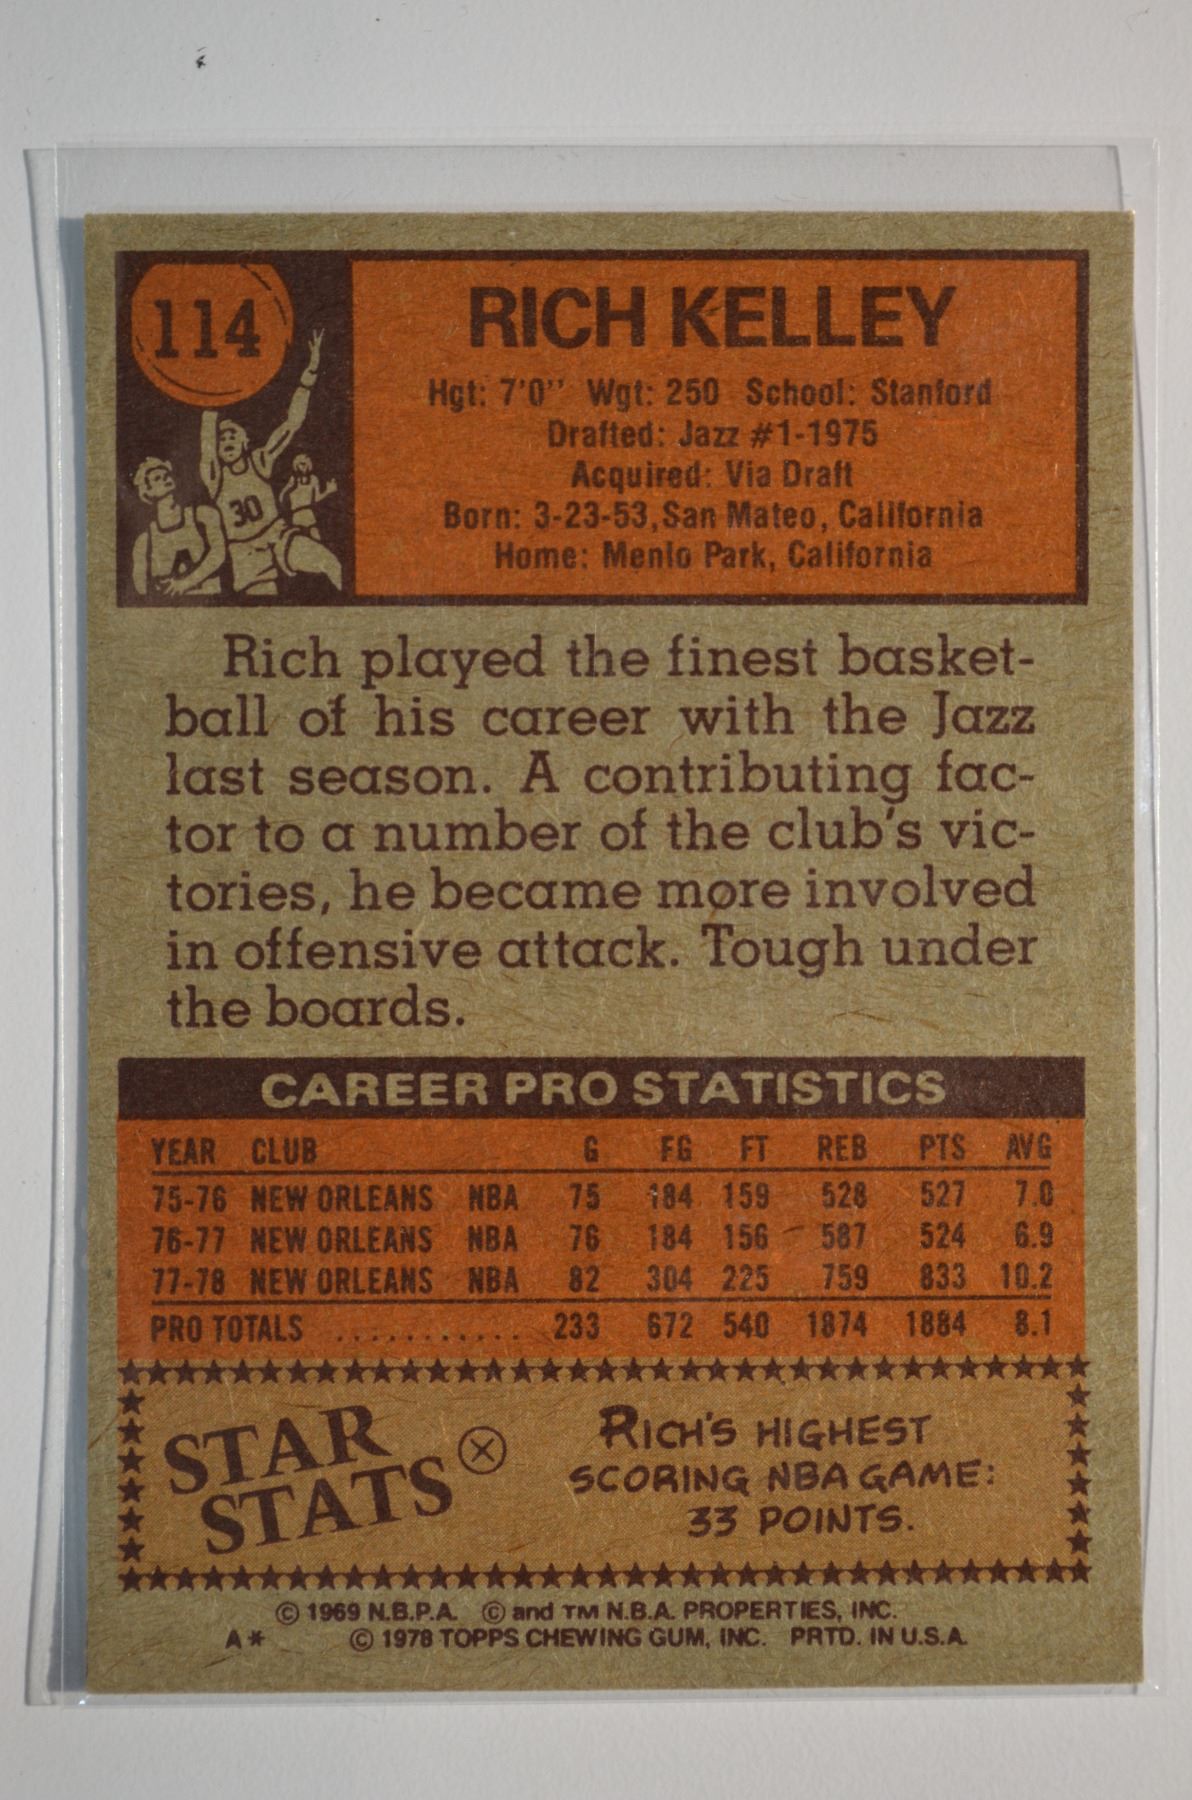 114
30
RICH KELLEY
Hgt: 7'0'' Wgt: 250 School: Stanford
Drafted: Jazz #1-1975
Acquired: Via Draft
Born: 3-23-53, San Mateo, California
Home: Menlo Park, California
Rich played the finest basket-
ball of his career with the Jazz
last season. A contributing fac-
tor to a number of the club's vic-
tories, he became more involved
in offensive attack. Tough under
the boards.
CAREER PRO STATISTICS
YEAR CLUB G FG FT REB PTS AVG
75-76 NEW ORLEANS NBA 75 184 159 528 527 7.0
76-77 NEW ORLEANS NBA 76 184 156 587 524 6.9
77-78 NEW ORLEANS NBA 82 304 225 759 833 10.2
PRO TOTALS ............ 233 672 540 1874 1884 8.1
STAR
STATS
RICH'S HIGHEST
SCORING NBA GAME:
33 POINTS.
© 1969 N.B.P.A. © and TM N.B.A. PROPERTIES, INC.
A* © 1978 TOPPS CHEWING GUM, INC. PRTD. IN U.S.A.